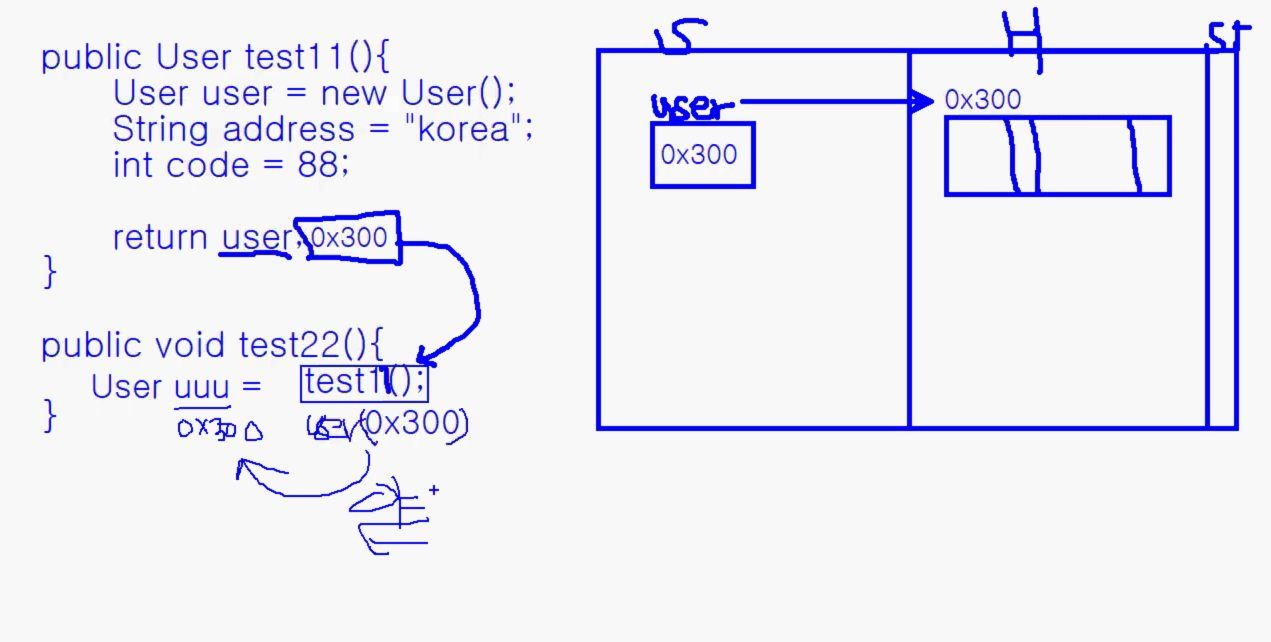 public User test11(){
User user = new User();
String address = "korea";
int code = 88;
return user; 0x300
}
public void test22(){
User uuu = test11();
}
0x300 user(0x300)
S H st
user 0x300
0x300